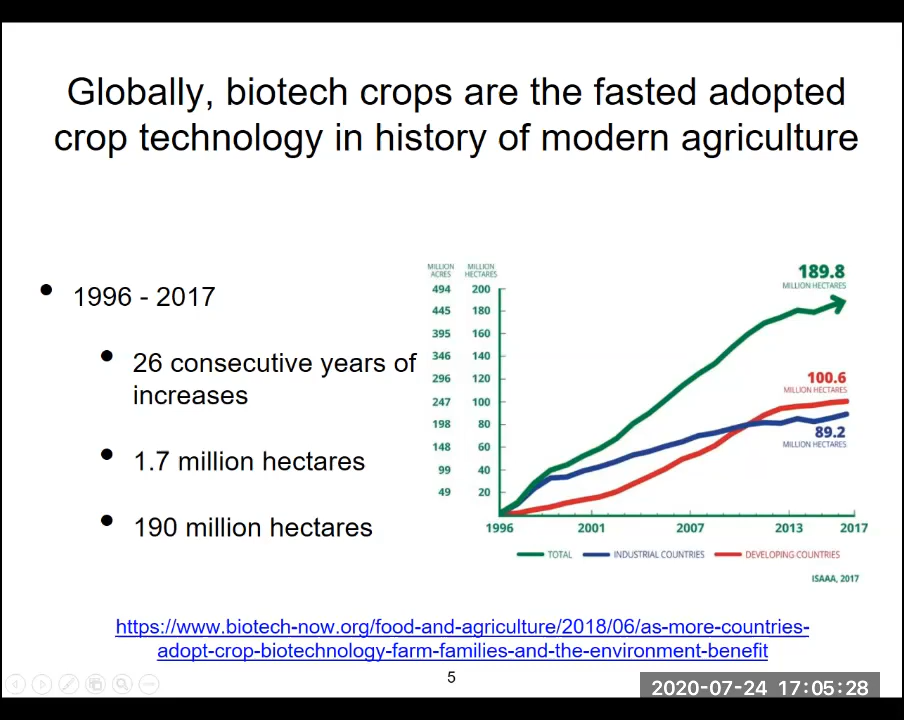 Globally, biotech crops are the fasted adopted
crop technology in history of modern agriculture
• 1996 - 2017
• 26 consecutive years of
increases
• 1.7 million hectares
• 190 million hectares
MILLION ACRES
MILLION HECTARES
494 200
445 180
395 160
346 140
296 120
247 100
198 80
148 60
99 40
49 20
189.8
MILLION HECTARES
100.6
MILLION HECTARES
89.2
MILLION HECTARES
1996 2001 2007 2013 2017
TOTAL INDUSTRIAL COUNTRIES DEVELOPING COUNTRIES
ISAAA, 2017
https://www.biotech-now.org/food-and-agriculture/2018/06/as-more-countries-
adopt-crop-biotechnology-farm-families-and-the-environment-benefit
5
2020-07-24 17:05:28